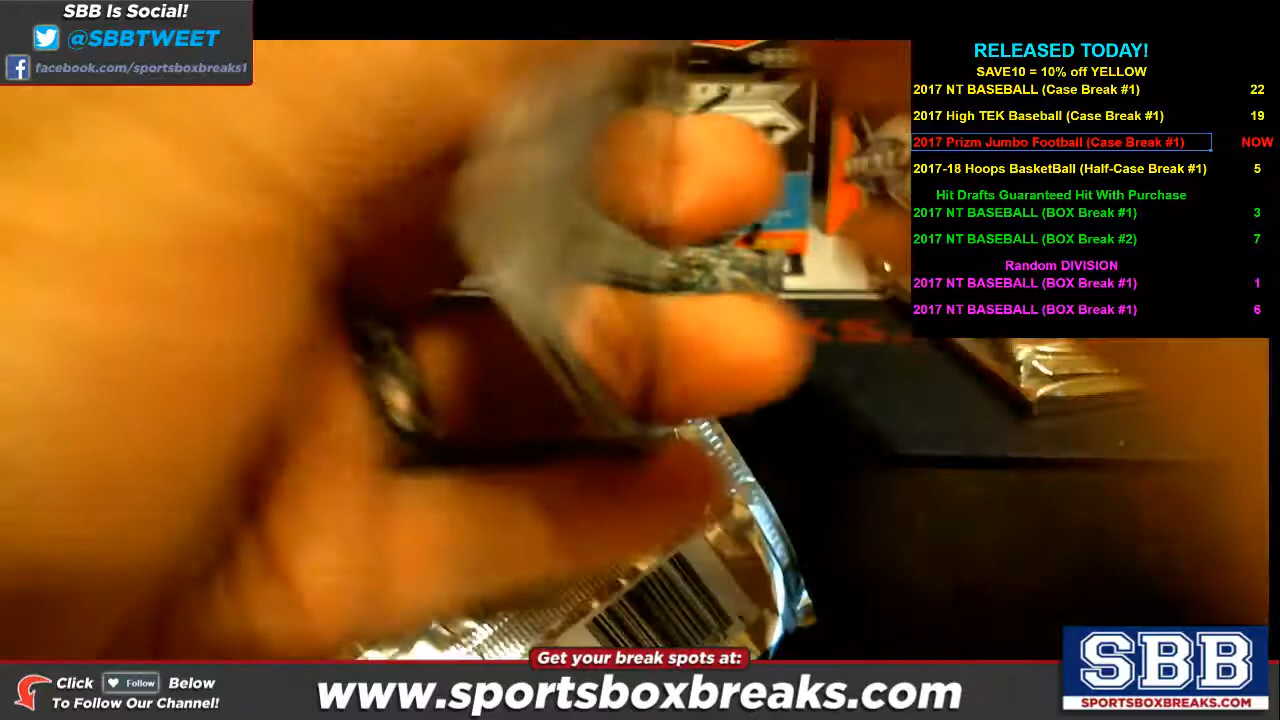 SBB Is Social!
@SBBTWEET
facebook.com/sportsboxbreaks1
RELEASED TODAY!
SAVE10 = 10% off YELLOW
2017 NT BASEBALL (Case Break #1) 22
2017 High TEK Baseball (Case Break #1) 19
2017 Prizm Jumbo Football (Case Break #1) NOW
2017-18 Hoops BasketBall (Half-Case Break #1) 5
Hit Drafts Guaranteed Hit With Purchase
2017 NT BASEBALL (BOX Break #1) 3
2017 NT BASEBALL (BOX Break #2) 7
Random DIVISION
2017 NT BASEBALL (BOX Break #1) 1
2017 NT BASEBALL (BOX Break #1) 6
Get your break spots at:
Click Follow Below
To Follow Our Channel!
www.sportsboxbreaks.com
SBB
SPORTSBOXBREAKS.COM